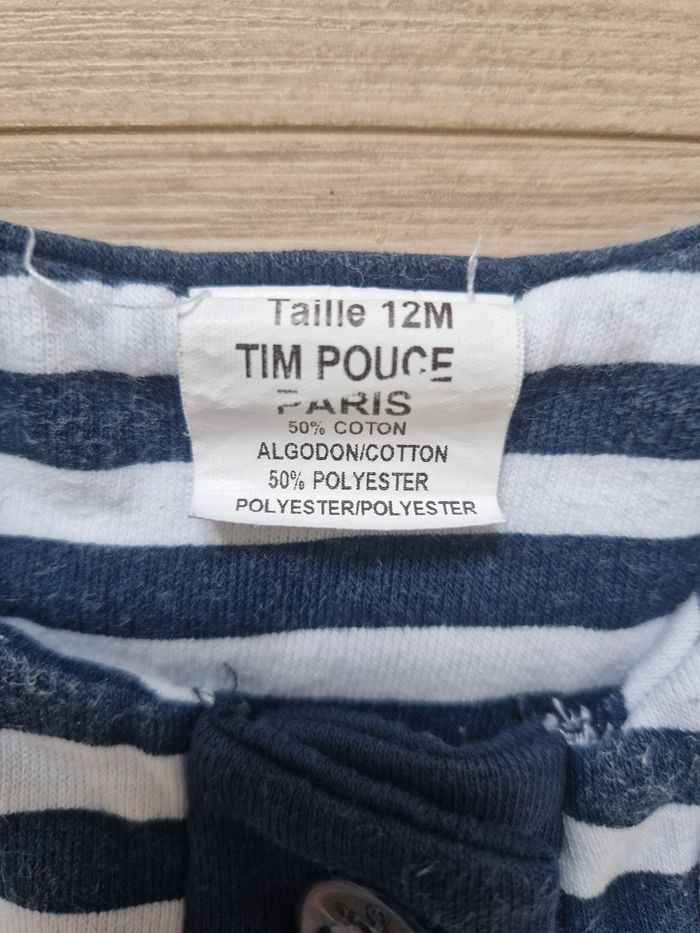 Taille 12M
TIM POUCE
PARIS
50% COTON
ALGODON/COTTON
50% POLYESTER
POLYESTER/POLYESTER